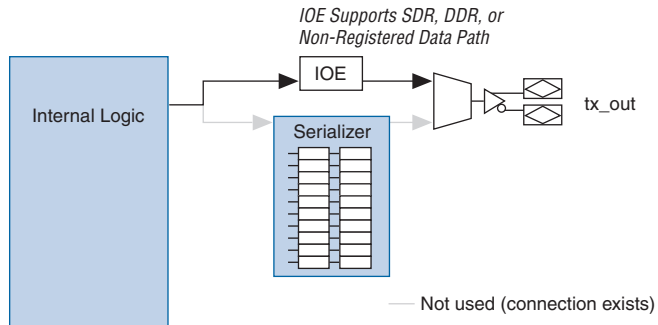 IOE Supports SDR, DDR, or
Non-Registered Data Path
IOE
Internal Logic
tx_out
Serializer
Not used (connection exists)